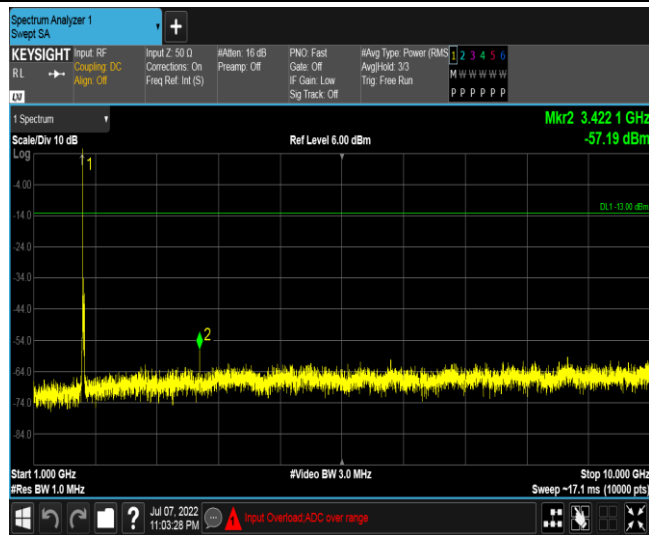 Spectrum Analyzer 1
Swept SA
+
KEYSIGHT Input: RF Input Z: 50 Ω #Atten: 16 dB PNO: Fast #Avg Type: Power (RMS 1 2 3 4 5 6
RL Coupling: DC Corrections: On Preamp: Off Gate: Off Avg|Hold: 3/3 M W W W W W
Align: Off Freq Ref: Int (S) IF Gain: Low Trig: Free Run
Sig Track: Off P P P P P P
LXI
1 Spectrum Mkr2 3.422 1 GHz
Scale/Div 10 dB Ref Level 6.00 dBm -57.19 dBm
Log
1
-4.00
DL1 -13.00 dBm
-14.0
-24.0
-34.0
-44.0
2
-54.0
-64.0
-74.0
-84.0
Start 1.000 GHz #Video BW 3.0 MHz Stop 10.000 GHz
#Res BW 1.0 MHz Sweep ~17.1 ms (10000 pts)
? Jul 07, 2022
11:03:28 PM 1 Input Overload;ADC over range